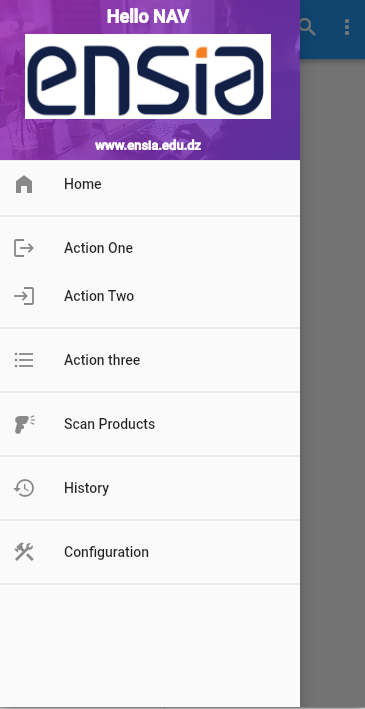 Hello NAV
ensia
www.ensia.edu.dz
Home
Action One
Action Two
Action three
Scan Products
History
Configuration